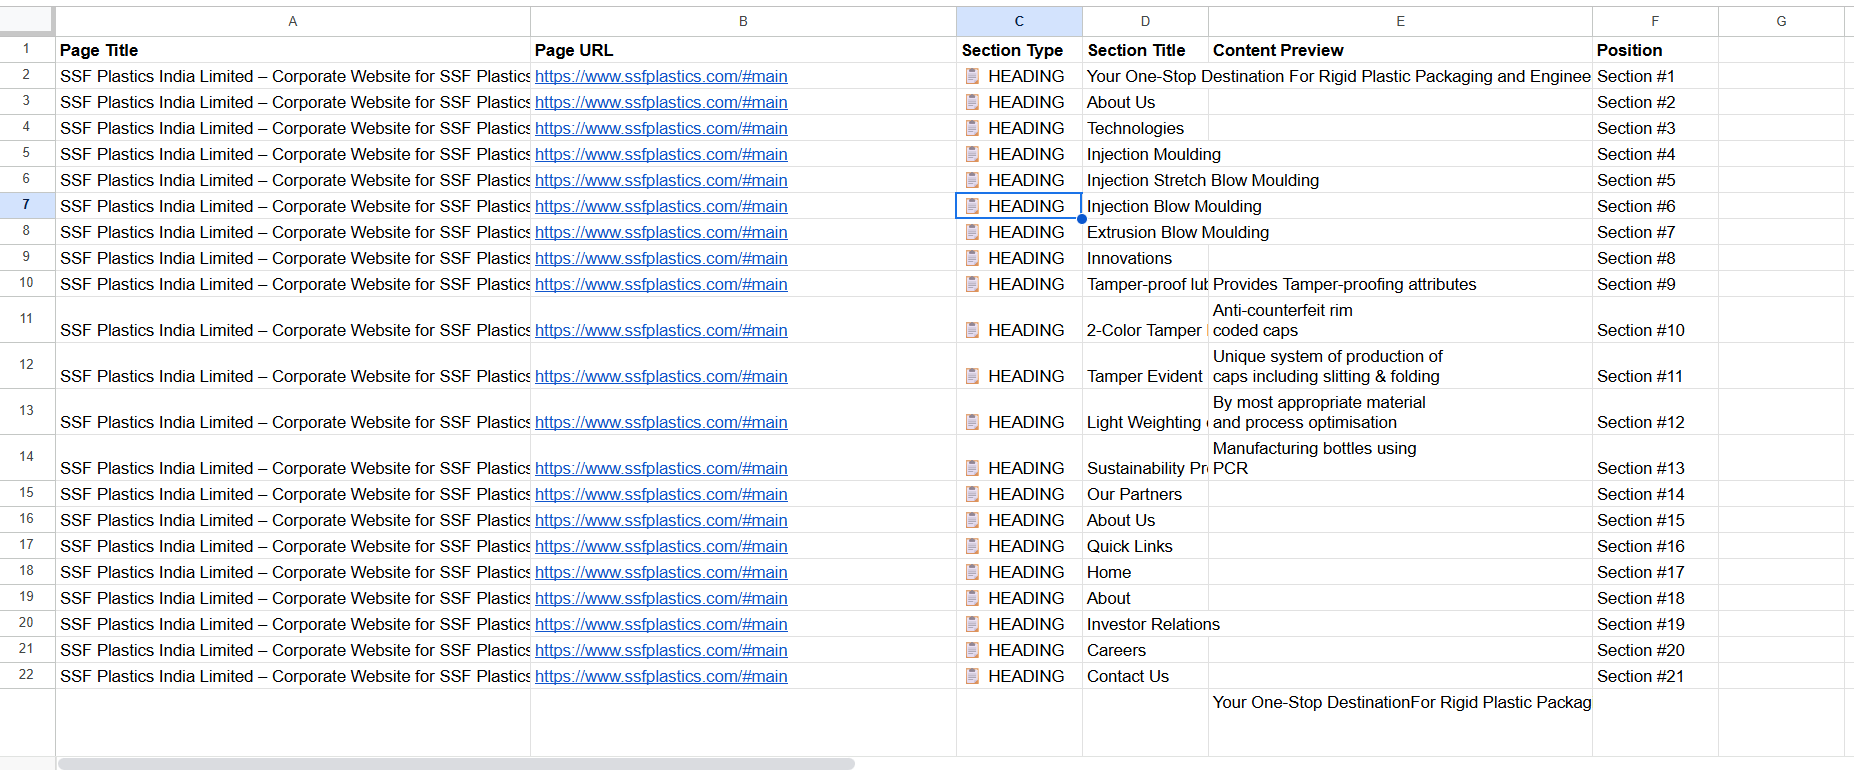 A B C D E F G
1 Page Title Page URL Section Type Section Title Content Preview Position
2 SSF Plastics India Limited – Corporate Website for SSF Plastics https://www.ssfplastics.com/#main 📋 HEADING Your One-Stop Destination For Rigid Plastic Packaging and Enginee Section #1
3 SSF Plastics India Limited – Corporate Website for SSF Plastics https://www.ssfplastics.com/#main 📋 HEADING About Us Section #2
4 SSF Plastics India Limited – Corporate Website for SSF Plastics https://www.ssfplastics.com/#main 📋 HEADING Technologies Section #3
5 SSF Plastics India Limited – Corporate Website for SSF Plastics https://www.ssfplastics.com/#main 📋 HEADING Injection Moulding Section #4
6 SSF Plastics India Limited – Corporate Website for SSF Plastics https://www.ssfplastics.com/#main 📋 HEADING Injection Stretch Blow Moulding Section #5
7 SSF Plastics India Limited – Corporate Website for SSF Plastics https://www.ssfplastics.com/#main 📋 HEADING Injection Blow Moulding Section #6
8 SSF Plastics India Limited – Corporate Website for SSF Plastics https://www.ssfplastics.com/#main 📋 HEADING Extrusion Blow Moulding Section #7
9 SSF Plastics India Limited – Corporate Website for SSF Plastics https://www.ssfplastics.com/#main 📋 HEADING Innovations Section #8
10 SSF Plastics India Limited – Corporate Website for SSF Plastics https://www.ssfplastics.com/#main 📋 HEADING Tamper-proof lub Provides Tamper-proofing attributes Section #9
Anti-counterfeit rim
11 SSF Plastics India Limited – Corporate Website for SSF Plastics https://www.ssfplastics.com/#main 📋 HEADING 2-Color Tamper coded caps Section #10
Unique system of production of
12 SSF Plastics India Limited – Corporate Website for SSF Plastics https://www.ssfplastics.com/#main 📋 HEADING Tamper Evident caps including slitting & folding Section #11
By most appropriate material
13 SSF Plastics India Limited – Corporate Website for SSF Plastics https://www.ssfplastics.com/#main 📋 HEADING Light Weighting and process optimisation Section #12
Manufacturing bottles using
14 SSF Plastics India Limited – Corporate Website for SSF Plastics https://www.ssfplastics.com/#main 📋 HEADING Sustainability Pr PCR Section #13
15 SSF Plastics India Limited – Corporate Website for SSF Plastics https://www.ssfplastics.com/#main 📋 HEADING Our Partners Section #14
16 SSF Plastics India Limited – Corporate Website for SSF Plastics https://www.ssfplastics.com/#main 📋 HEADING About Us Section #15
17 SSF Plastics India Limited – Corporate Website for SSF Plastics https://www.ssfplastics.com/#main 📋 HEADING Quick Links Section #16
18 SSF Plastics India Limited – Corporate Website for SSF Plastics https://www.ssfplastics.com/#main 📋 HEADING Home Section #17
19 SSF Plastics India Limited – Corporate Website for SSF Plastics https://www.ssfplastics.com/#main 📋 HEADING About Section #18
20 SSF Plastics India Limited – Corporate Website for SSF Plastics https://www.ssfplastics.com/#main 📋 HEADING Investor Relations Section #19
21 SSF Plastics India Limited – Corporate Website for SSF Plastics https://www.ssfplastics.com/#main 📋 HEADING Careers Section #20
22 SSF Plastics India Limited – Corporate Website for SSF Plastics https://www.ssfplastics.com/#main 📋 HEADING Contact Us Section #21
Your One-Stop DestinationFor Rigid Plastic Packag